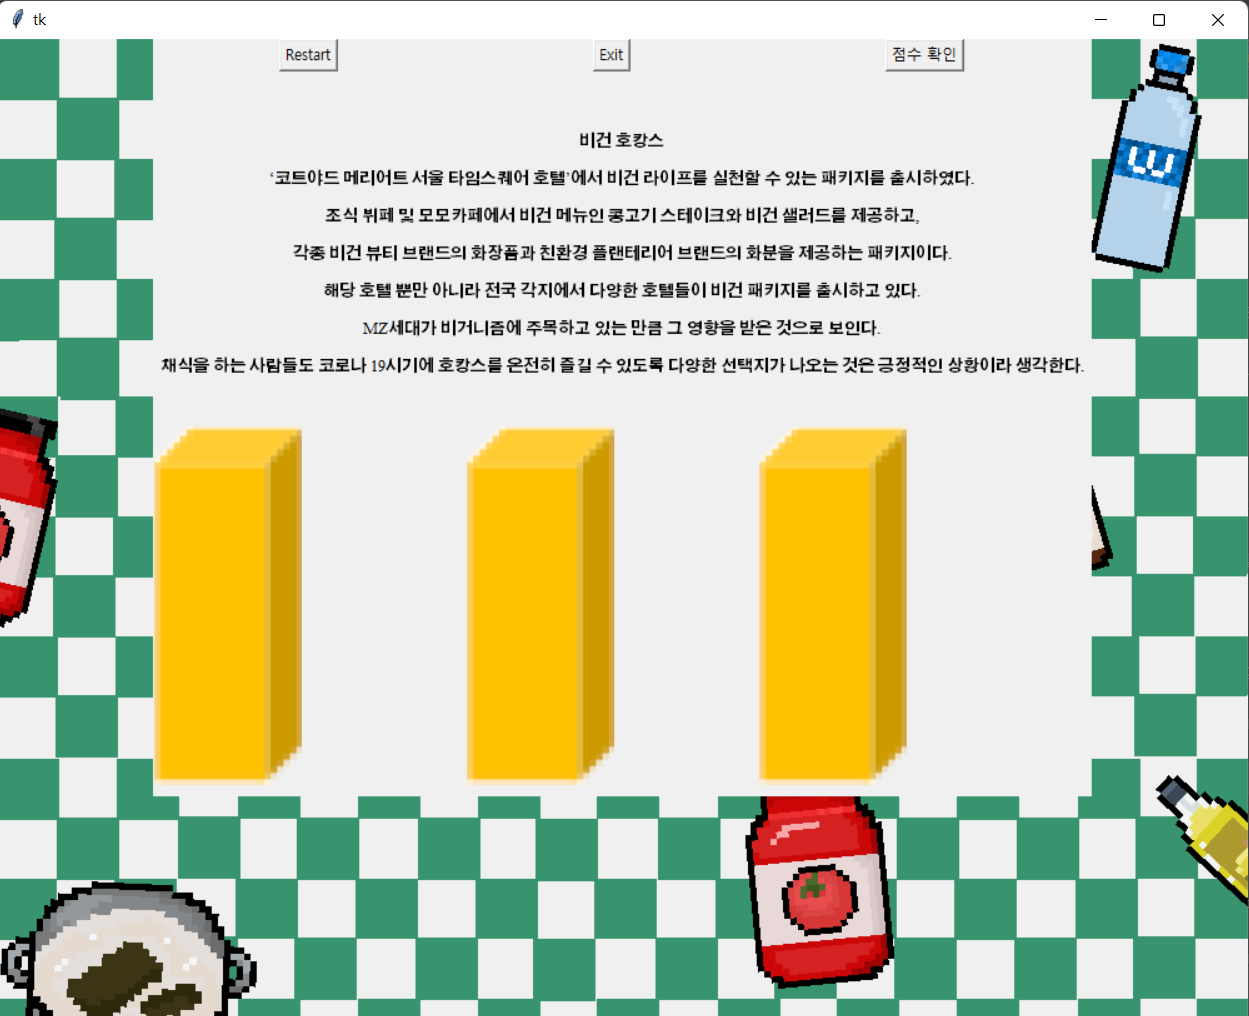 tk
Restart
Exit
점수 확인
비건 호캉스
‘코트야드 메리어트 서울 타임스퀘어 호텔’에서 비건 라이프를 실천할 수 있는 패키지를 출시하였다.
조식 뷔페 및 모모카페에서 비건 메뉴인 콩고기 스테이크와 비건 샐러드를 제공하고,
각종 비건 뷰티 브랜드의 화장품과 친환경 플랜테리어 브랜드의 화분을 제공하는 패키지이다.
해당 호텔 뿐만 아니라 전국 각지에서 다양한 호텔들이 비건 패키지를 출시하고 있다.
MZ세대가 비거니즘에 주목하고 있는 만큼 그 영향을 받은 것으로 보인다.
채식을 하는 사람들도 코로나 19시기에 호캉스를 온전히 즐길 수 있도록 다양한 선택지가 나오는 것은 긍정적인 상황이라 생각한다.